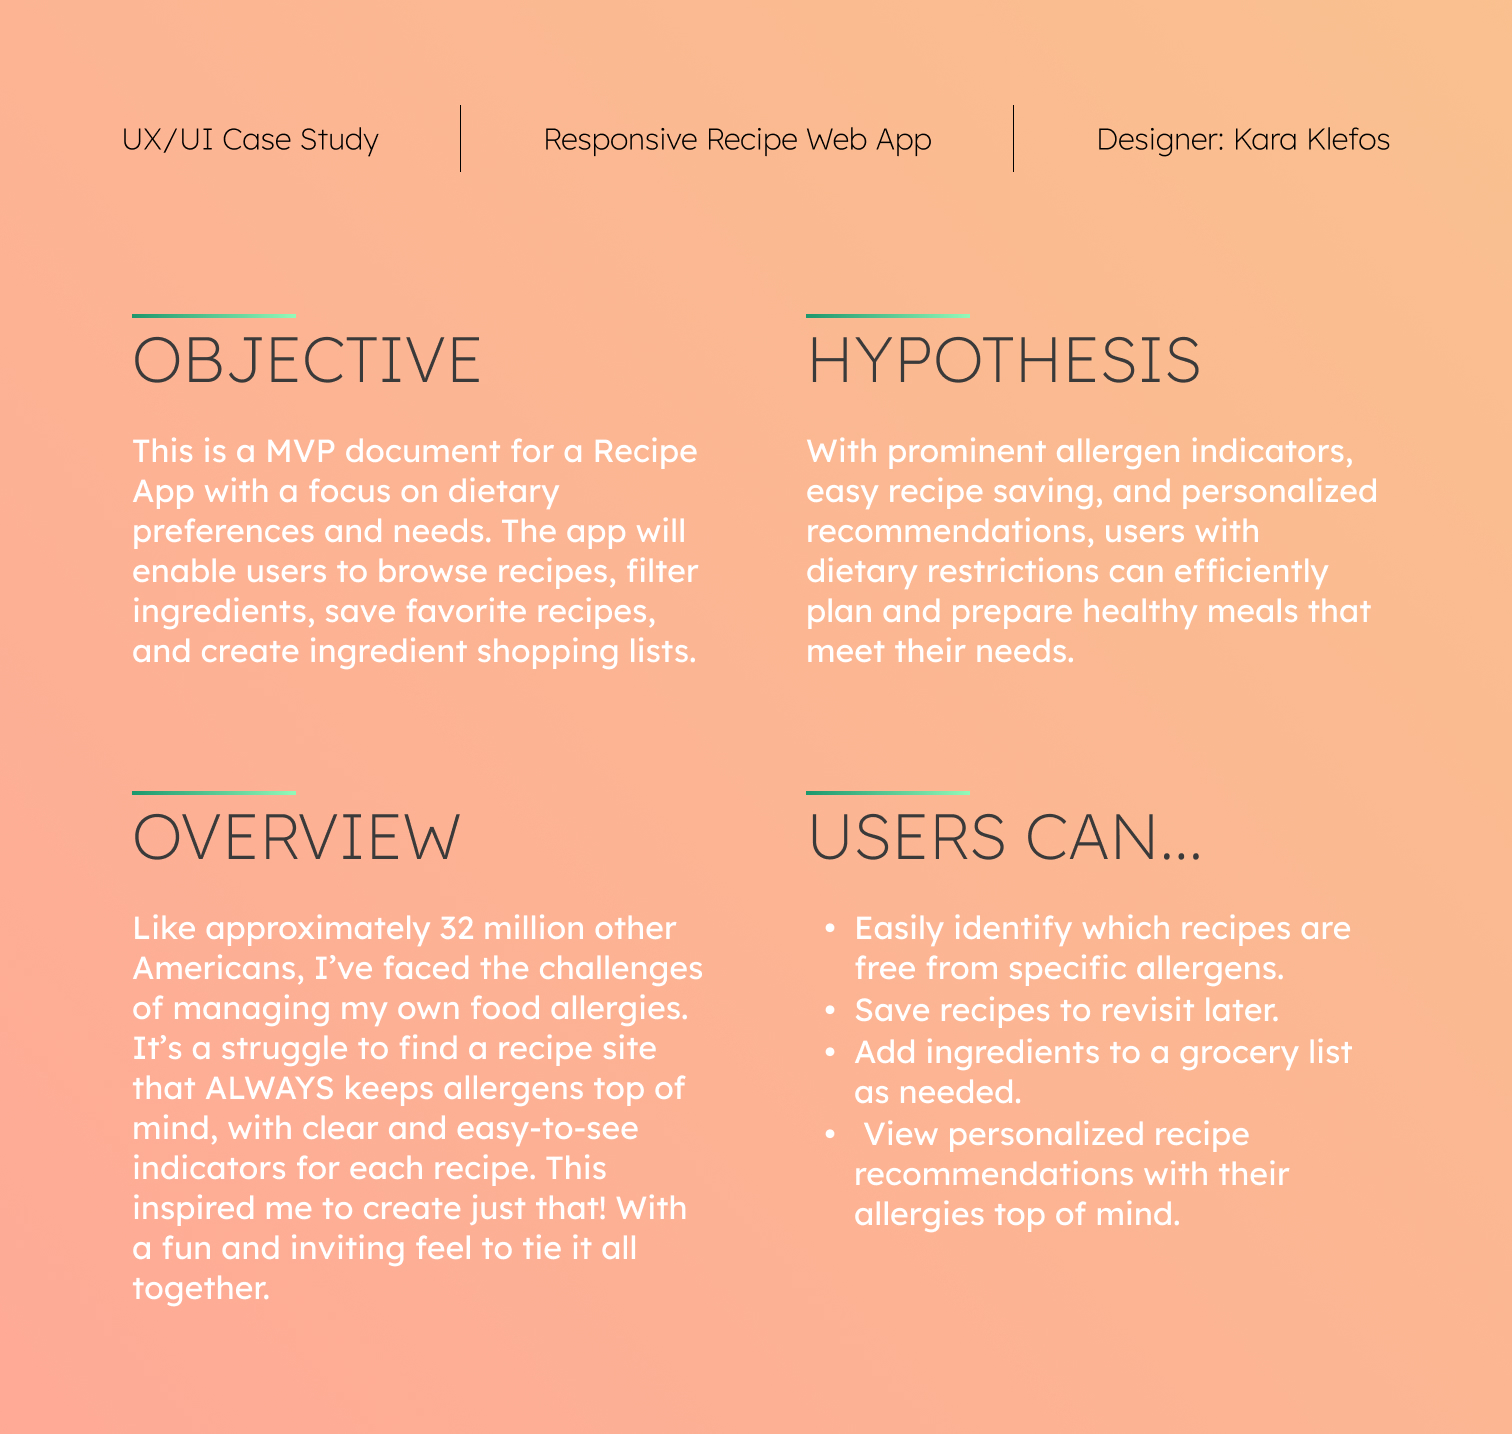 UX/UI Case Study
Responsive Recipe Web App
Designer: Kara Klefos
OBJECTIVE
This is a MVP document for a Recipe
App with a focus on dietary
preferences and needs. The app will
enable users to browse recipes, filter
ingredients, save favorite recipes,
and create ingredient shopping lists.
HYPOTHESIS
With prominent allergen indicators,
easy recipe saving, and personalized
recommendations, users with
dietary restrictions can efficiently
plan and prepare healthy meals that
meet their needs.
OVERVIEW
Like approximately 32 million other
Americans, I’ve faced the challenges
of managing my own food allergies.
It’s a struggle to find a recipe site
that ALWAYS keeps allergens top of
mind, with clear and easy-to-see
indicators for each recipe. This
inspired me to create just that! With
a fun and inviting feel to tie it all
together.
USERS CAN...
• Easily identify which recipes are
free from specific allergens.
• Save recipes to revisit later.
• Add ingredients to a grocery list
as needed.
• View personalized recipe
recommendations with their
allergies top of mind.